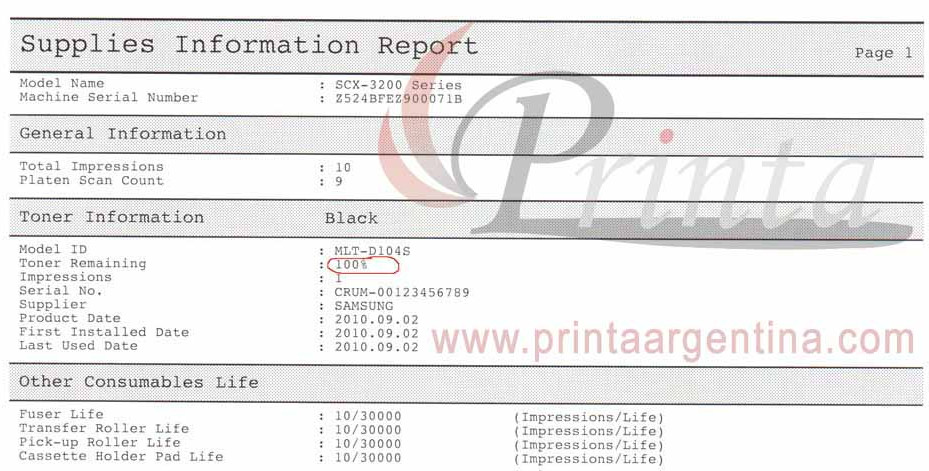 Supplies Information Report
Page 1
Model Name : SCX-3200 Series
Machine Serial Number : Z524BFEZ900071B
General Information
Total Impressions : 10
Platen Scan Count : 9
Printa
Toner Information Black
Model ID : MLT-D104S
Toner Remaining : 100%
Impressions : 1
Serial No. : CRUM-00123456789
Supplier : SAMSUNG
Product Date : 2010.09.02
First Installed Date : 2010.09.02
Last Used Date : 2010.09.02
www.printaargentina.com
Other Consumables Life
Fuser Life : 10/30000 (Impressions/Life)
Transfer Roller Life : 10/30000 (Impressions/Life)
Pick-up Roller Life : 10/30000 (Impressions/Life)
Cassette Holder Pad Life : 10/30000 (Impressions/Life)